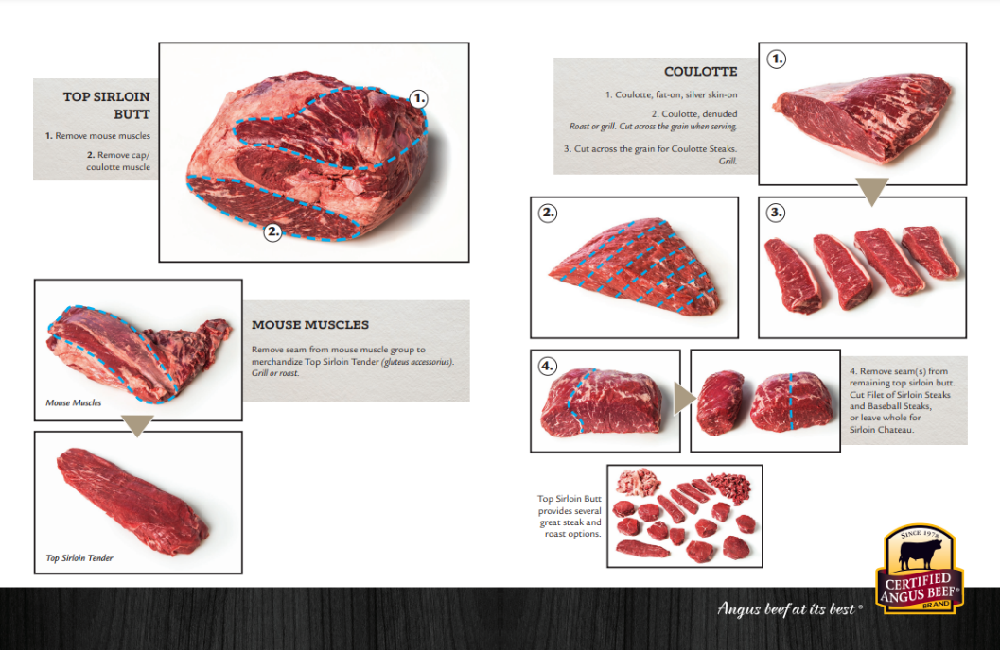 TOP SIRLOIN
BUTT
1. Remove mouse muscles
2. Remove cap/
coulotte muscle
1.
2.
Mouse Muscles
MOUSE MUSCLES
Remove seam from mouse muscle group to
merchandize Top Sirloin Tender (gluteus accessorius).
Grill or roast.
Top Sirloin Tender
COULOTTE
1. Coulotte, fat-on, silver skin-on
2. Coulotte, denuded
Roast or grill. Cut across the grain when serving.
3. Cut across the grain for Coulotte Steaks.
Grill.
1.
2.
3.
4.
4. Remove seam(s) from
remaining top sirloin butt.
Cut Filet of Sirloin Steaks
and Baseball Steaks,
or leave whole for
Sirloin Chateau.
Top Sirloin Butt
provides several
great steak and
roast options.
Angus beef at its best ®
SINCE 1978
CERTIFIED
ANGUS BEEF®
BRAND